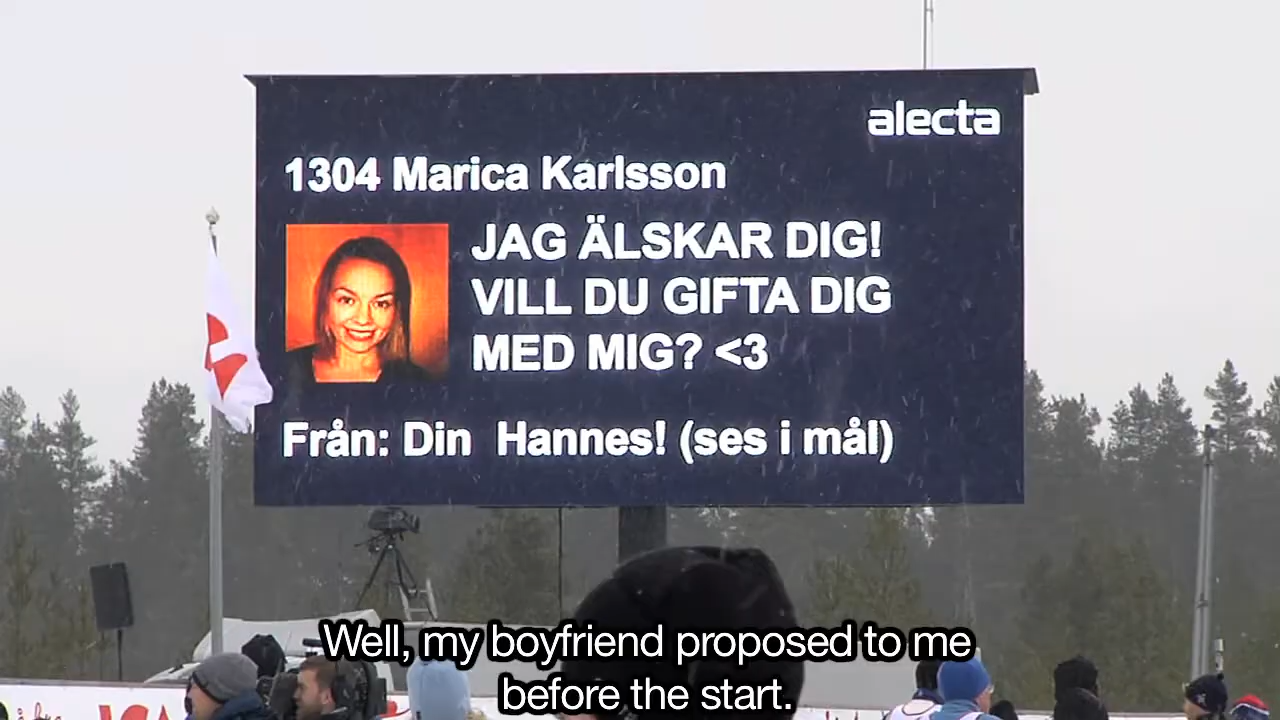 alecta
1304 Marica Karlsson
JAG ÄLSKAR DIG!
VILL DU GIFTA DIG
MED MIG? <3
Från: Din Hannes! (ses i mål)
Well, my boyfriend proposed to me
before the start.